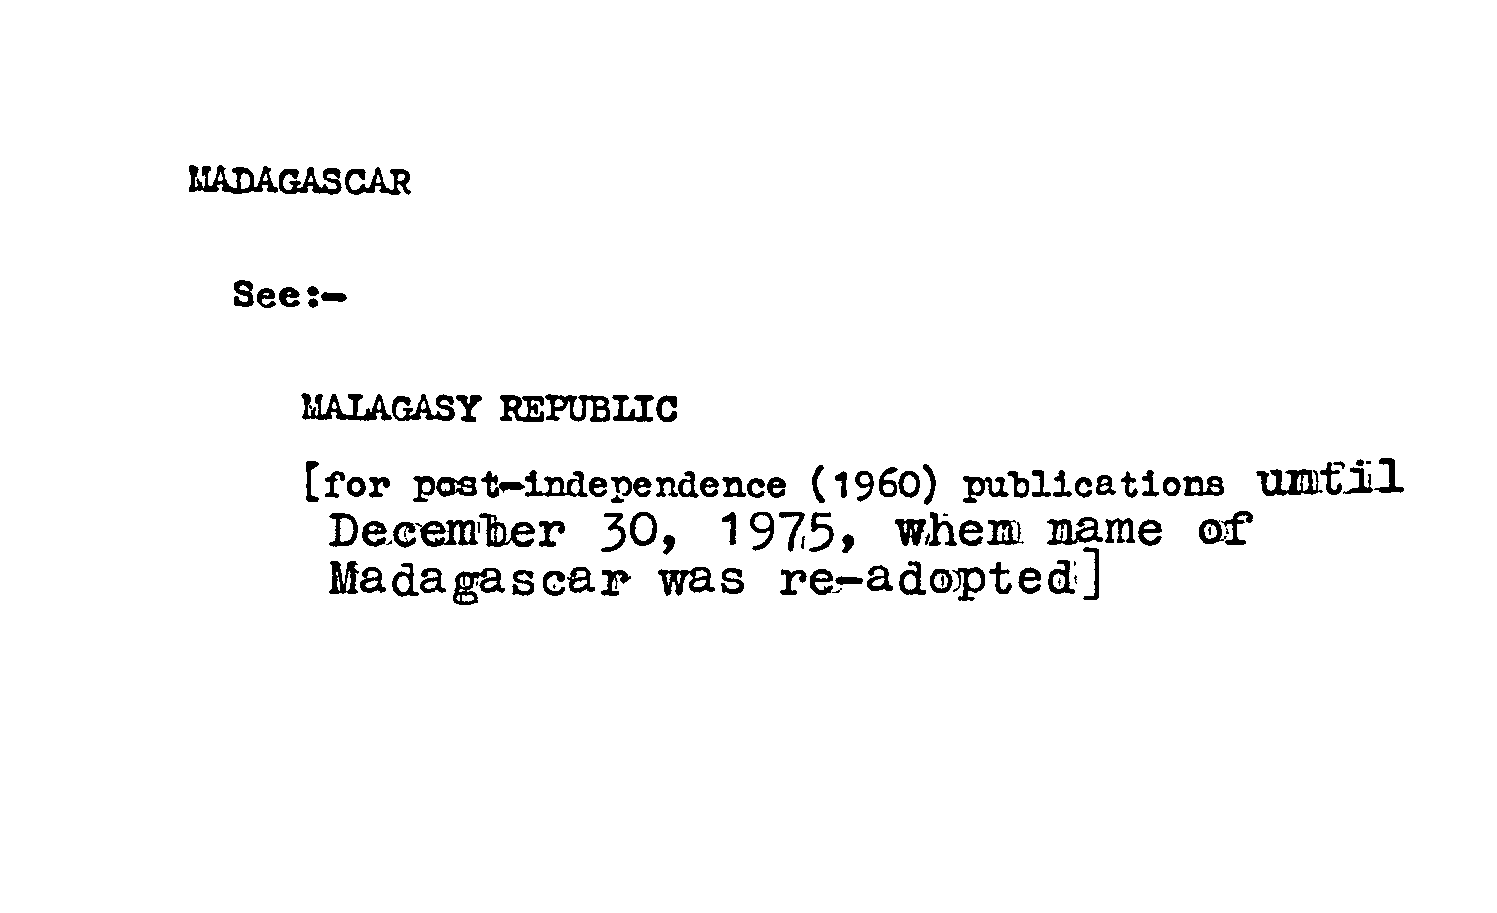 MADAGASCAR
See:-
MALAGASY REPUBLIC
[for post-independence (1960) publications until
December 30, 1975, when name of
Madagascar was re-adopted]